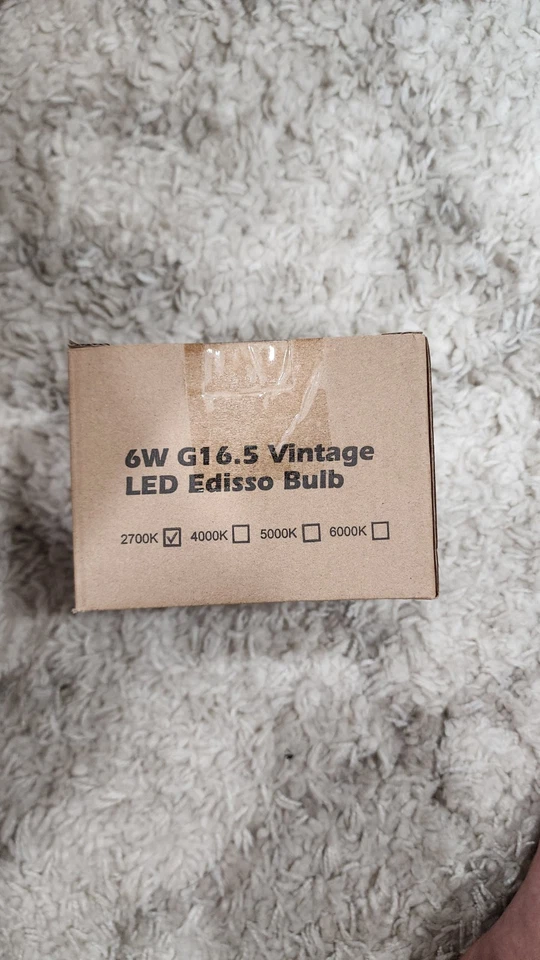 6W G16.5 Vintage
LED Edisso Bulb
2700K ☑ 4000K ☐ 5000K ☐ 6000K ☐